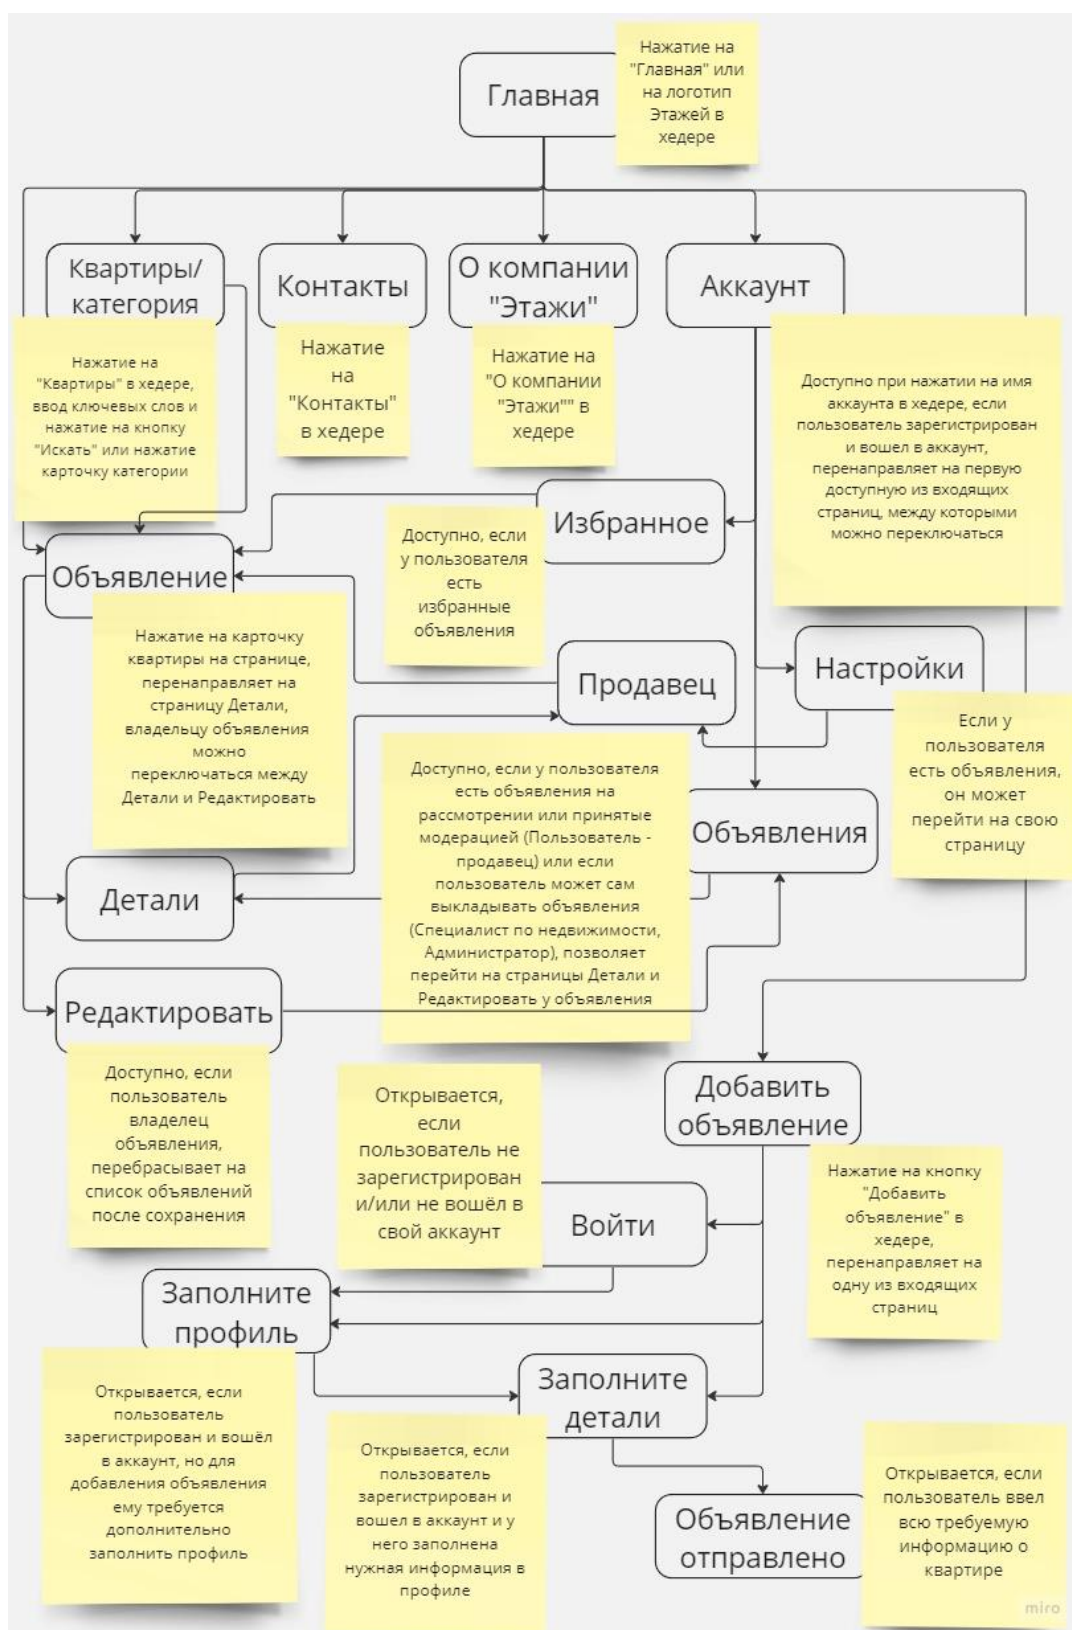 Главная
Нажатие на
"Главная" или
на логотип
Этажей в
хедере
Квартиры/
категория
Контакты
О компании
"Этажи"
Аккаунт
Нажатие на
"Квартиры" в хедере,
ввод ключевых слов и
нажатие на кнопку
"Искать" или нажатие
карточку категории
Нажатие
на
"Контакты"
в хедере
Нажатие на
"О компании
"Этажи"" в
хедере
Доступно при нажатии на имя
аккаунта в хедере, если
пользователь зарегистрирован
и вошел в аккаунт,
перенаправляет на первую
доступную из входящих
страниц, между которыми
можно переключаться
Избранное
Доступно, если
у пользователя
есть
избранные
объявления
Объявление
Нажатие на карточку
квартиры на странице,
перенаправляет на
страницу Детали,
владельцу объявления
можно
переключаться между
Детали и Редактировать
Продавец
Настройки
Если у
пользователя
есть объявления,
он может
перейти на свою
страницу
Объявления
Доступно, если у пользователя
есть объявления на
рассмотрении или принятые
модерацией (Пользователь -
продавец) или если
пользователь может сам
выкладывать объявления
(Специалист по недвижимости,
Администратор), позволяет
перейти на страницы Детали и
Редактировать у объявления
Детали
Редактировать
Доступно, если
пользователь
владелец
объявления,
перебрасывает на
список объявлений
после сохранения
Добавить
объявление
Нажатие на кнопку
"Добавить
объявление" в
хедере,
перенаправляет на
одну из входящих
страниц
Открывается,
если
пользователь не
зарегистрирован
и/или не вошёл в
свой аккаунт
Войти
Заполните
профиль
Открывается, если
пользователь
зарегистрирован и вошёл
в аккаунт, но для
добавления объявления
ему требуется
дополнительно
заполнить профиль
Заполните
детали
Открывается, если
пользователь
зарегистрирован и
вошел в аккаунт и у
него заполнена
нужная информация в
профиле
Объявление
отправлено
Открывается, если
пользователь ввел
всю требуемую
информацию о
квартире
miro